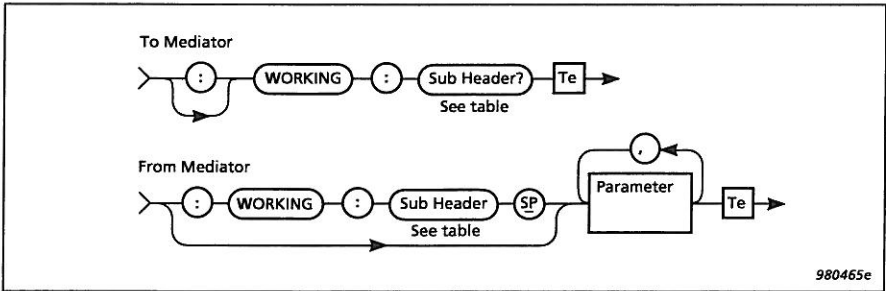 To Mediator
: WORKING : Sub Header? Te
See table
From Mediator
,
: WORKING : Sub Header SP Parameter Te
See table
980465e